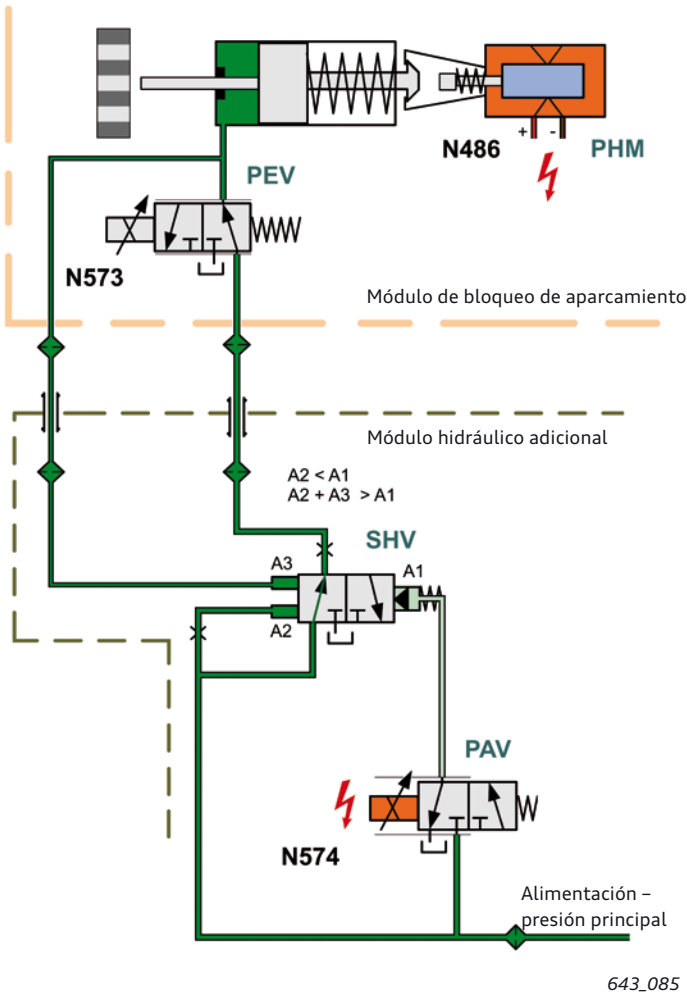 + -
N486
PHM
PEV
N573
Módulo de bloqueo de aparcamiento
Módulo hidráulico adicional
A2 < A1
A2 + A3 > A1
SHV
A3
A1
A2
PAV
N574
Alimentación –
presión principal
643_085